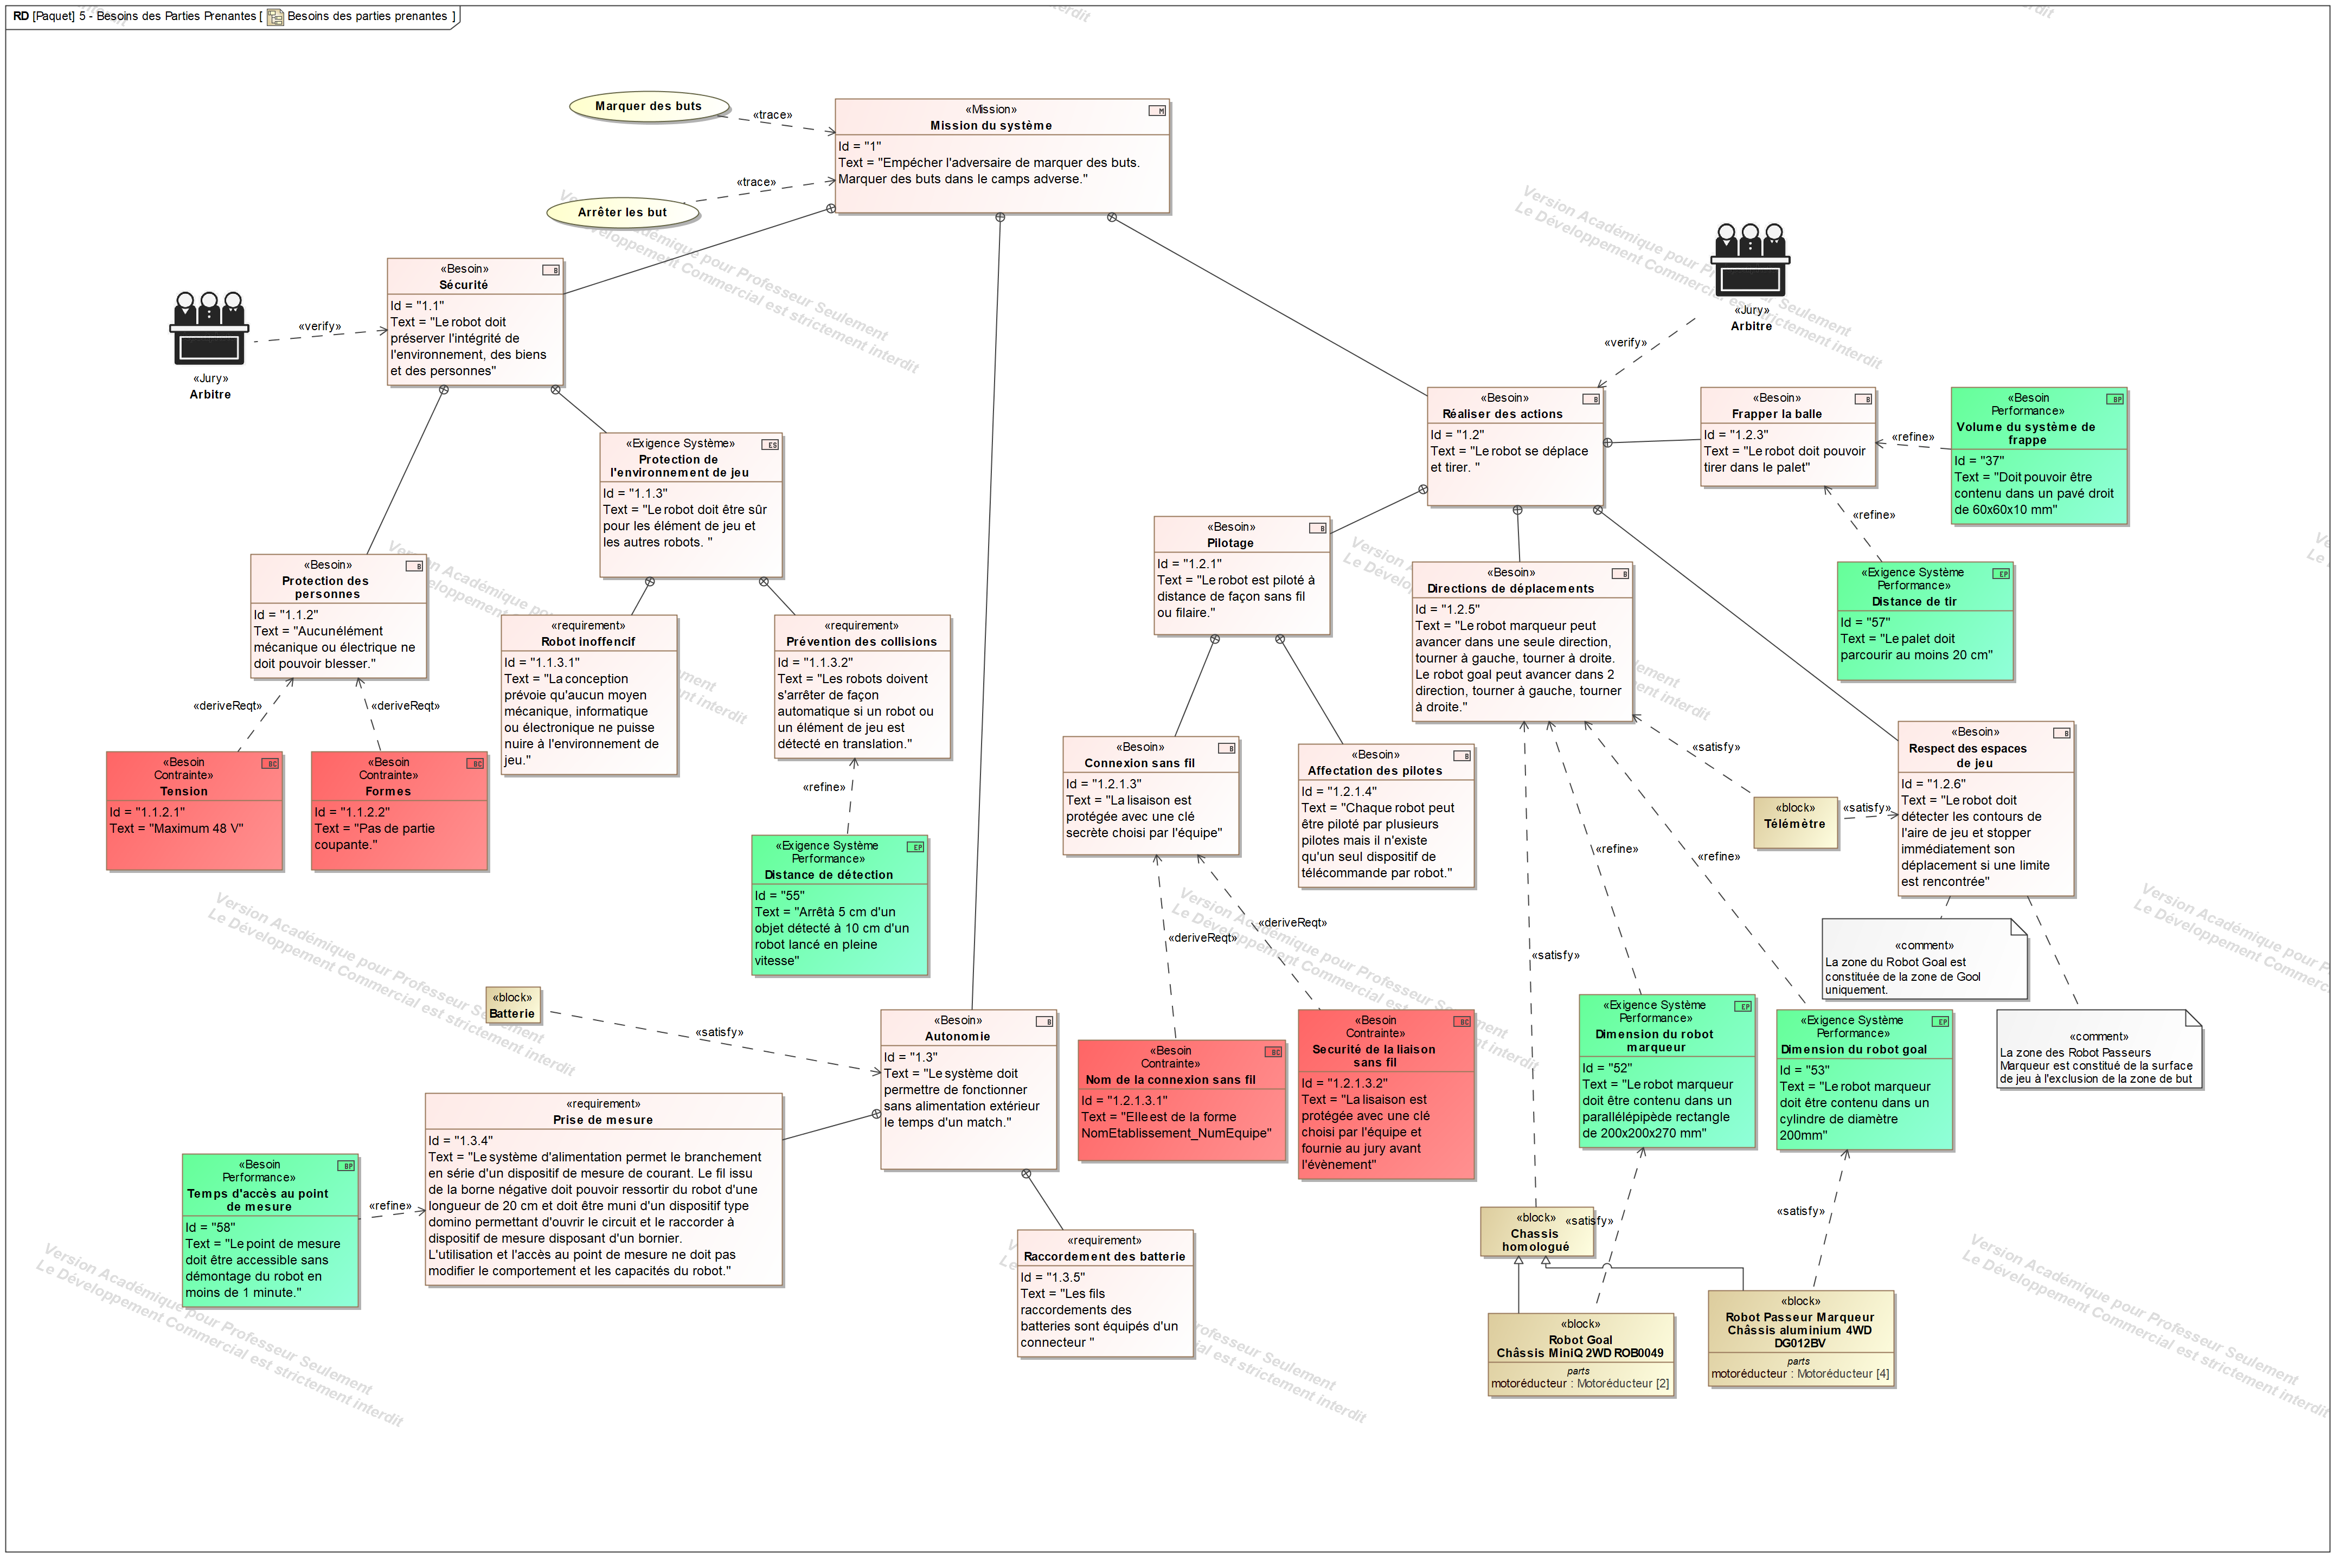 RD [Paquet] 5 - Besoins des Parties Prenantes [ Besoins des parties prenantes ]
Marquer des buts
«trace»
«Mission»
Mission du système
Id = "1"
Text = "Empécher l'adversaire de marquer des buts.
Marquer des buts dans le camps adverse."
«trace»
Arrêter les but
«Jury»
Arbitre
«verify»
«Besoin»
Sécurité
Id = "1.1"
Text = "Le robot doit
préserver l'intégrité de
l'environnement, des biens
et des personnes"
«Exigence Système»
Protection de
l'environnement de jeu
Id = "1.1.3"
Text = "Le robot doit être sûr
pour les élément de jeu et
les autres robots. "
«Besoin»
Protection des
personnes
Id = "1.1.2"
Text = "Aucunélément
mécanique ou électrique ne
doit pouvoir blesser."
«deriveReqt»
«deriveReqt»
«Besoin
Contrainte»
Tension
Id = "1.1.2.1"
Text = "Maximum 48 V"
«Besoin
Contrainte»
Formes
Id = "1.1.2.2"
Text = "Pas de partie
coupante."
«requirement»
Robot inoffencif
Id = "1.1.3.1"
Text = "La conception
prévoie qu'aucun moyen
mécanique, informatique
ou électronique ne puisse
nuire à l'environnement de
jeu."
«requirement»
Prévention des collisions
Id = "1.1.3.2"
Text = "Les robots doivent
s'arrêter de façon
automatique si un robot ou
un élément de jeu est
détecté en translation."
«refine»
«Exigence Système
Performance»
Distance de détection
Id = "55"
Text = "Arrêtà 5 cm d'un
objet détecté à 10 cm d'un
robot lancé en pleine
vitesse"
«block»
Batterie
«satisfy»
«Besoin»
Autonomie
Id = "1.3"
Text = "Le système doit
permettre de fonctionner
sans alimentation extérieur
le temps d'un match."
«requirement»
Prise de mesure
Id = "1.3.4"
Text = "Le système d'alimentation permet le branchement
en série d'un dispositif de mesure de courant. Le fil issu
de la borne négative doit pouvoir ressortir du robot d'une
longueur de 20 cm et doit être muni d'un dispositif type
domino permettant d'ouvrir le circuit et le raccorder à
dispositif de mesure disposant d'un bornier.
L'utilisation et l'accès au point de mesure ne doit pas
modifier le comportement et les capacités du robot."
«Besoin
Performance»
Temps d'accès au point
de mesure
Id = "58"
Text = "Le point de mesure
doit être accessible sans
démontage du robot en
moins de 1 minute."
«refine»
«requirement»
Raccordement des batterie
Id = "1.3.5"
Text = "Les fils
raccordements des
batteries sont équipés d'un
connecteur "
«Jury»
Arbitre
«verify»
«Besoin»
Réaliser des actions
Id = "1.2"
Text = "Le robot se déplace
et tirer. "
«Besoin»
Frapper la balle
Id = "1.2.3"
Text = "Le robot doit pouvoir
tirer dans le palet"
«refine»
«Besoin
Performance»
Volume du système de
frappe
Id = "37"
Text = "Doit pouvoir être
contenu dans un pavé droit
de 60x60x10 mm"
«refine»
«Exigence Système
Performance»
Distance de tir
Id = "57"
Text = "Le palet doit
parcourir au moins 20 cm"
«Besoin»
Pilotage
Id = "1.2.1"
Text = "Le robot est piloté à
distance de façon sans fil
ou filaire."
«Besoin»
Directions de déplacements
Id = "1.2.5"
Text = "Le robot marqueur peut
avancer dans une seule direction,
tourner à gauche, tourner à droite.
Le robot goal peut avancer dans 2
direction, tourner à gauche, tourner
à droite."
«Besoin»
Connexion sans fil
Id = "1.2.1.3"
Text = "La lisaison est
protégée avec une clé
secrète choisi par l'équipe"
«Besoin»
Affectation des pilotes
Id = "1.2.1.4"
Text = "Chaque robot peut
être piloté par plusieurs
pilotes mais il n'existe
qu'un seul dispositif de
télécommande par robot."
«deriveReqt»
«deriveReqt»
«Besoin
Contrainte»
Nom de la connexion sans fil
Id = "1.2.1.3.1"
Text = "Elle est de la forme
NomEtablissement_NumEquipe"
«Besoin
Contrainte»
Securité de la liaison
sans fil
Id = "1.2.1.3.2"
Text = "La lisaison est
protégée avec une clé
choisi par l'équipe et
fournie au jury avant
l'évènement"
«satisfy»
«block»
Télémètre
«satisfy»
«Besoin»
Respect des espaces
de jeu
Id = "1.2.6"
Text = "Le robot doit
détecter les contours de
l'aire de jeu et stopper
immédiatement son
déplacement si une limite
est rencontrée"
«comment»
La zone du Robot Goal est
constituée de la zone de Gool
uniquement.
«comment»
La zone des Robot Passeurs
Marqueur est constitué de la surface
de jeu à l'exclusion de la zone de but
«refine»
«refine»
«satisfy»
«Exigence Système
Performance»
Dimension du robot
marqueur
Id = "52"
Text = "Le robot marqueur
doit être contenu dans un
parallélépipède rectangle
de 200x200x270 mm"
«Exigence Système
Performance»
Dimension du robot goal
Id = "53"
Text = "Le robot marqueur
doit être contenu dans un
cylindre de diamètre
200mm"
«block»
Chassis
homologué
«satisfy»
«satisfy»
«block»
Robot Goal
Châssis MiniQ 2WD ROB0049
parts
motoréducteur : Motoréducteur [2]
«block»
Robot Passeur Marqueur
Châssis aluminium 4WD
DG012BV
parts
motoréducteur : Motoréducteur [4]
Version Académique pour Professeur Seulement
Le Développement Commercial est strictement interdit